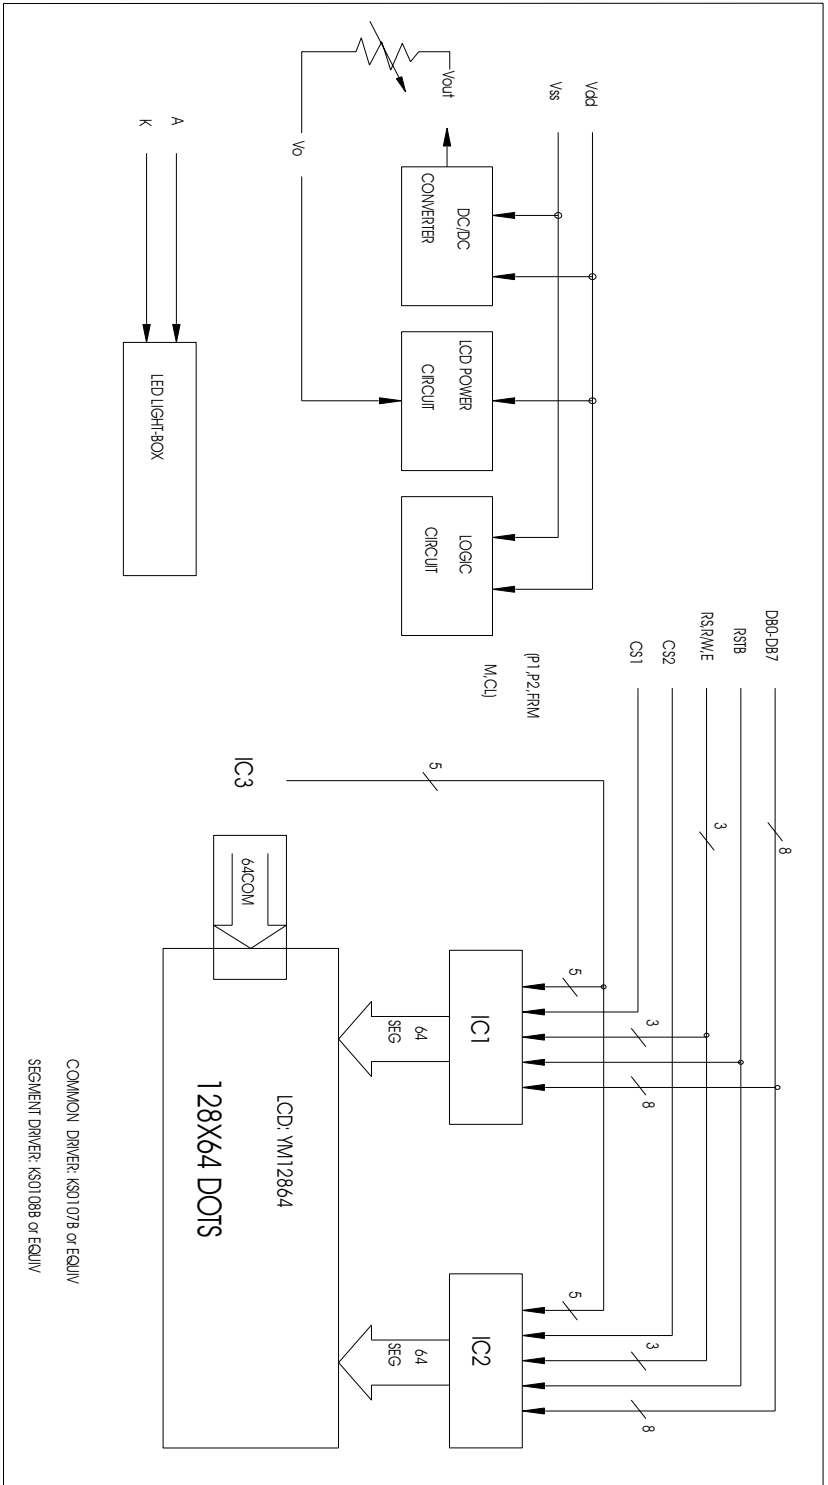 DB0-DB7
8
RSTB
RS,R/W,E
3
CS2
CS1
Vdd
Vss
Vout
Vo
DC/DC
CONVERTER
LCD POWER
CIRCUIT
LOGIC
CIRCUIT
(P1,P2,FRM
M,CL)
5
IC3
5
3
8
IC1
64
SEG
5
3
8
IC2
64
SEG
64COM
LCD: YM12864
128X64 DOTS
A
K
LED LIGHT-BOX
COMMON DRIVER: KS0107B or EQUIV
SEGMENT DRIVER: KS0108B or EQUIV